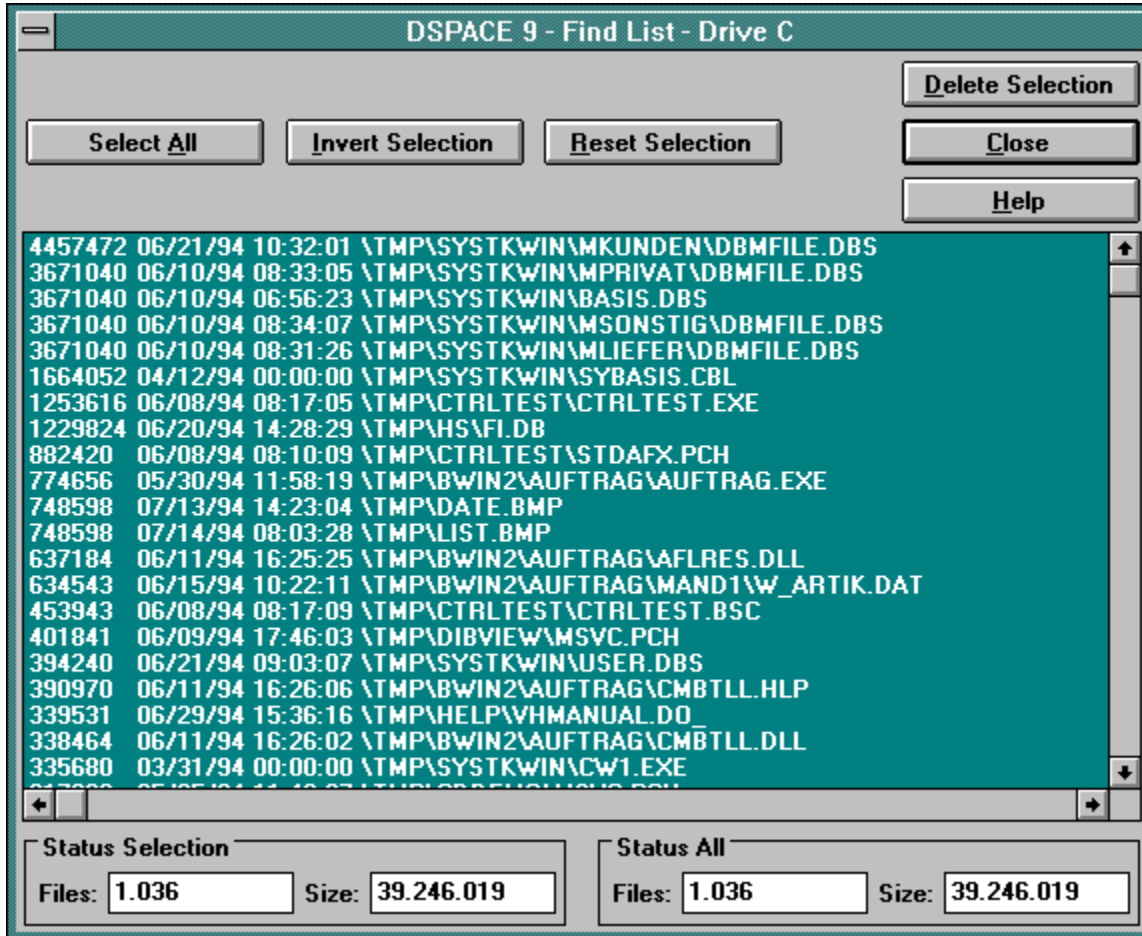 DSPACE 9 - Find List - Drive C
Delete Selection
Select All Invert Selection Reset Selection Close
Help
4457472 06/21/94 10:32:01 \TMP\SYSTKWIN\MKUNDEN\DBMFILE.DBS
3671040 06/10/94 08:33:05 \TMP\SYSTKWIN\MPRIVAT\DBMFILE.DBS
3671040 06/10/94 06:56:23 \TMP\SYSTKWIN\BASIS.DBS
3671040 06/10/94 08:34:07 \TMP\SYSTKWIN\MSONSTIG\DBMFILE.DBS
3671040 06/10/94 08:31:26 \TMP\SYSTKWIN\MLIEFER\DBMFILE.DBS
1664052 04/12/94 00:00:00 \TMP\SYSTKWIN\SYBASIS.CBL
1253616 06/08/94 08:17:05 \TMP\CTRLTEST\CTRLTEST.EXE
1229824 06/20/94 14:28:29 \TMP\HS\FI.DB
882420 06/08/94 08:10:09 \TMP\CTRLTEST\STDAFX.PCH
774656 05/30/94 11:58:19 \TMP\BWIN2\AUFTRAG\AUFTRAG.EXE
748598 07/13/94 14:23:04 \TMP\DATE.BMP
748598 07/14/94 08:03:28 \TMP\LIST.BMP
637184 06/11/94 16:25:25 \TMP\BWIN2\AUFTRAG\AFLRES.DLL
634543 06/15/94 10:22:11 \TMP\BWIN2\AUFTRAG\MAND1\W_ARTIK.DAT
453943 06/08/94 08:17:09 \TMP\CTRLTEST\CTRLTEST.BSC
401841 06/09/94 17:46:03 \TMP\DIBVIEW\MSVC.PCH
394240 06/21/94 09:03:07 \TMP\SYSTKWIN\USER.DBS
390970 06/11/94 16:26:06 \TMP\BWIN2\AUFTRAG\CMBTLL.HLP
339531 06/29/94 15:36:16 \TMP\HELP\VHMANUAL.DO_
338464 06/11/94 16:26:02 \TMP\BWIN2\AUFTRAG\CMBTLL.DLL
335680 03/31/94 00:00:00 \TMP\SYSTKWIN\CW1.EXE
Status Selection Status All
Files: 1.036 Size: 39.246.019 Files: 1.036 Size: 39.246.019